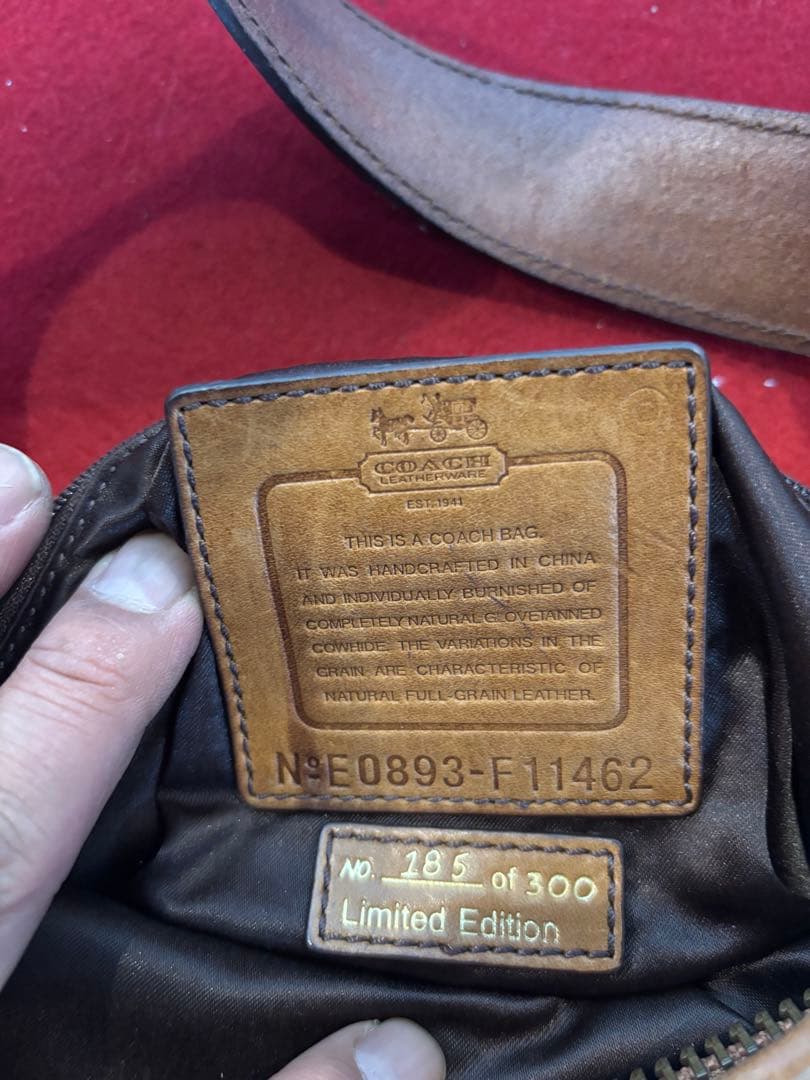 COACH
LEATHERWARE
EST. 1941
THIS IS A COACH BAG.
IT WAS HANDCRAFTED IN CHINA
AND INDIVIDUALLY BURNISHED OF
COMPLETELY NATURAL GLOVETANNED
COWHIDE. THE VARIATIONS IN THE
GRAIN ARE CHARACTERISTIC OF
NATURAL FULL-GRAIN LEATHER.
Nº E0893-F11462
NO. 185 of 300
Limited Edition